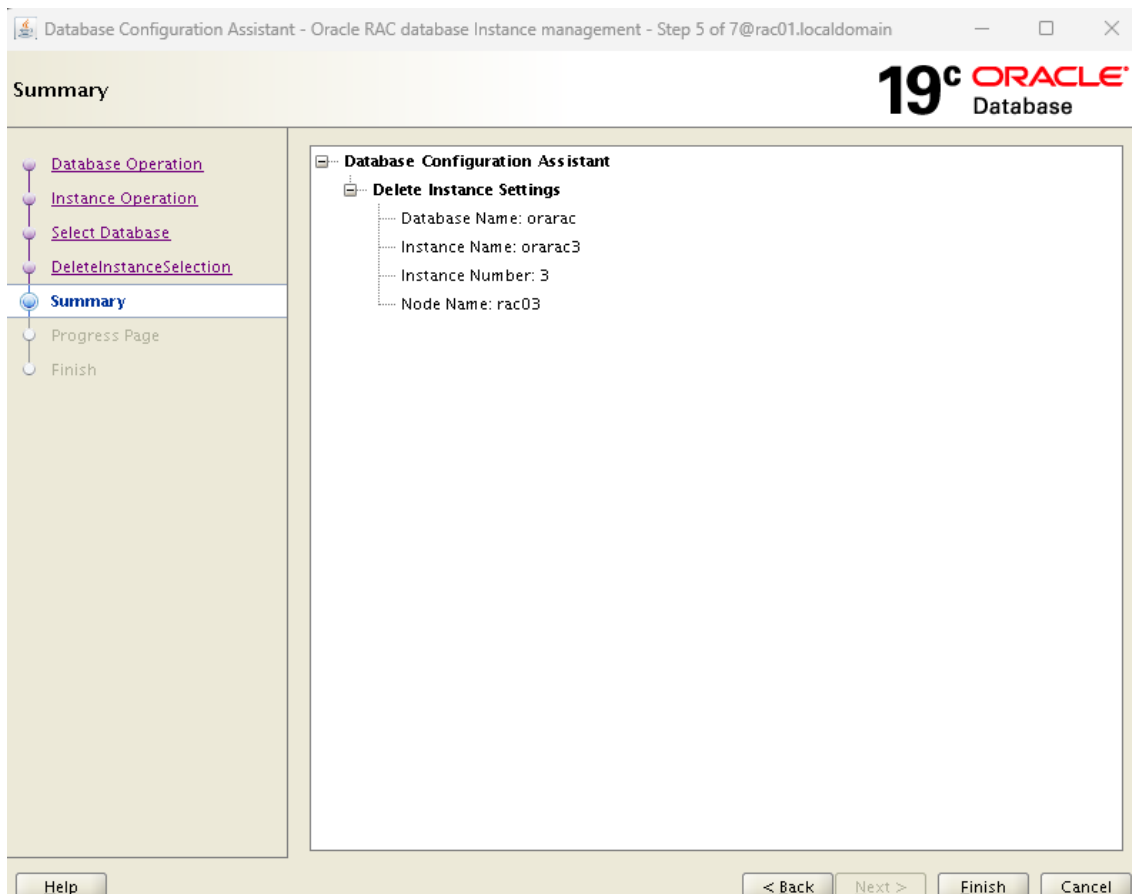 Database Configuration Assistant - Oracle RAC database Instance management - Step 5 of 7@rac01.localdomain
Summary
19c ORACLE
Database
Database Operation
Instance Operation
Select Database
DeleteInstanceSelection
Summary
Progress Page
Finish
Database Configuration Assistant
Delete Instance Settings
Database Name: orarac
Instance Name: orarac3
Instance Number: 3
Node Name: rac03
Help
< Back
Next >
Finish
Cancel